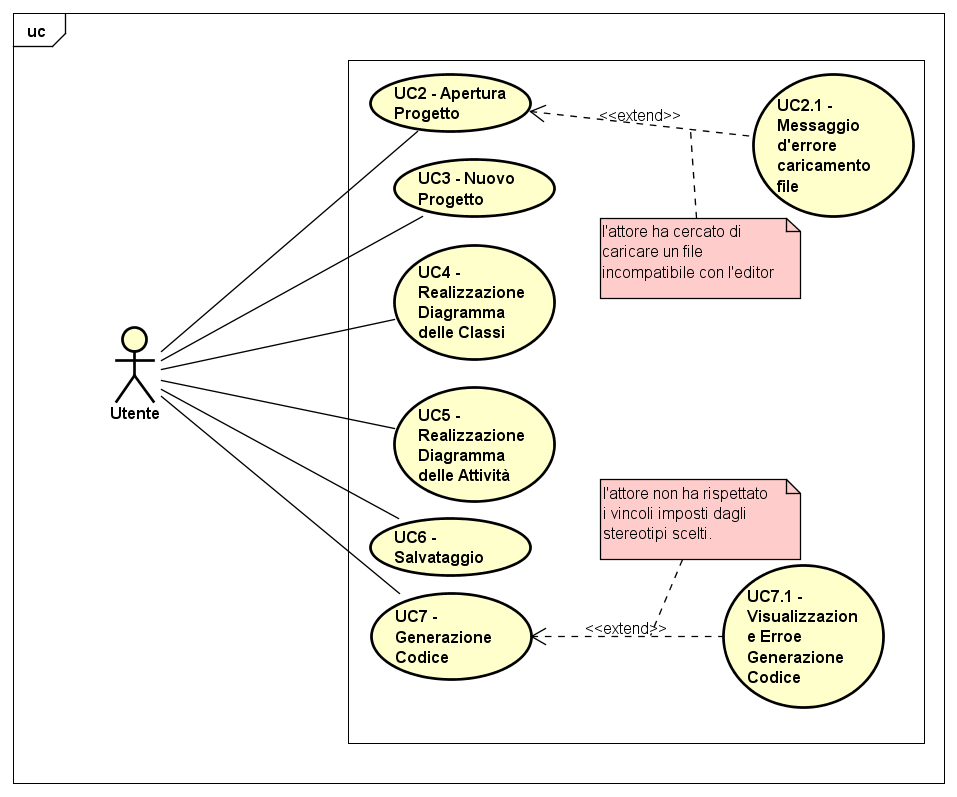 uc
UC2 - Apertura
Progetto
<<extend>>
UC2.1 -
Messaggio
d'errore
caricamento
file
UC3 - Nuovo
Progetto
l'attore ha cercato di
caricare un file
incompatibile con l'editor
UC4 -
Realizzazione
Diagramma
delle Classi
Utente
UC5 -
Realizzazione
Diagramma
delle Attività
l'attore non ha rispettato
i vincoli imposti dagli
stereotipi scelti.
UC6 -
Salvataggio
UC7 -
Generazione
Codice
<<extend>>
UC7.1 -
Visualizzazion
e Erroe
Generazione
Codice